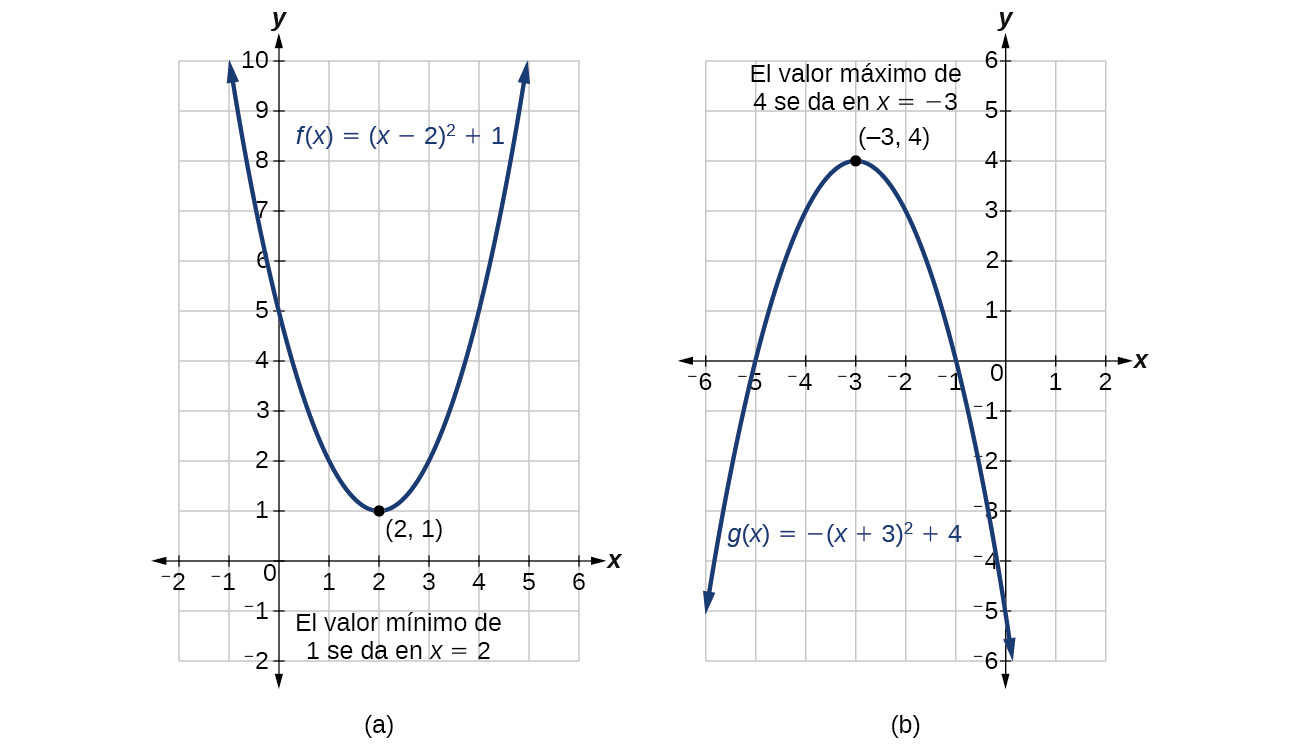 y
10
9
f(x) = (x − 2)² + 1
8
7
6
5
4
3
2
1
(2, 1)
x
−2 −1 0 1 2 3 4 5 6
−1
El valor mínimo de
1 se da en x = 2
−2
(a)
y
6
El valor máximo de
4 se da en x = −3
5
(–3, 4)
4
3
2
1
x
−6 −5 −4 −3 −2 −1 0 1 2
−1
−2
−3
g(x) = −(x + 3)² + 4
−4
−5
−6
(b)